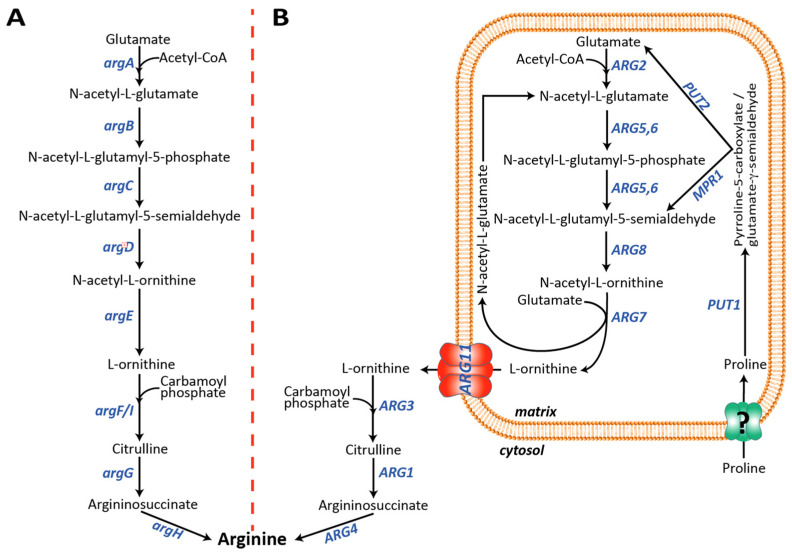 A
Glutamate
argA
Acetyl-CoA
N-acetyl-L-glutamate
argB
N-acetyl-L-glutamyl-5-phosphate
argC
N-acetyl-L-glutamyl-5-semialdehyde
argD
N-acetyl-L-ornithine
argE
L-ornithine
Carbamoyl
phosphate
argF/I
Citrulline
argG
Argininosuccinate
argH
Arginine
B
Glutamate
Acetyl-CoA
ARG2
N-acetyl-L-glutamate
ARG5,6
N-acetyl-L-glutamyl-5-phosphate
ARG5,6
N-acetyl-L-glutamyl-5-semialdehyde
ARG8
N-acetyl-L-ornithine
Glutamate
ARG7
N-acetyl-L-glutamate
L-ornithine
ARG11
L-ornithine
Carbamoyl
phosphate
ARG3
Citrulline
ARG1
Argininosuccinate
ARG4
PUT2
MPR1
Pyrroline-5-carboxylate /
glutamate-γ-semialdehyde
PUT1
Proline
?
Proline
matrix
cytosol